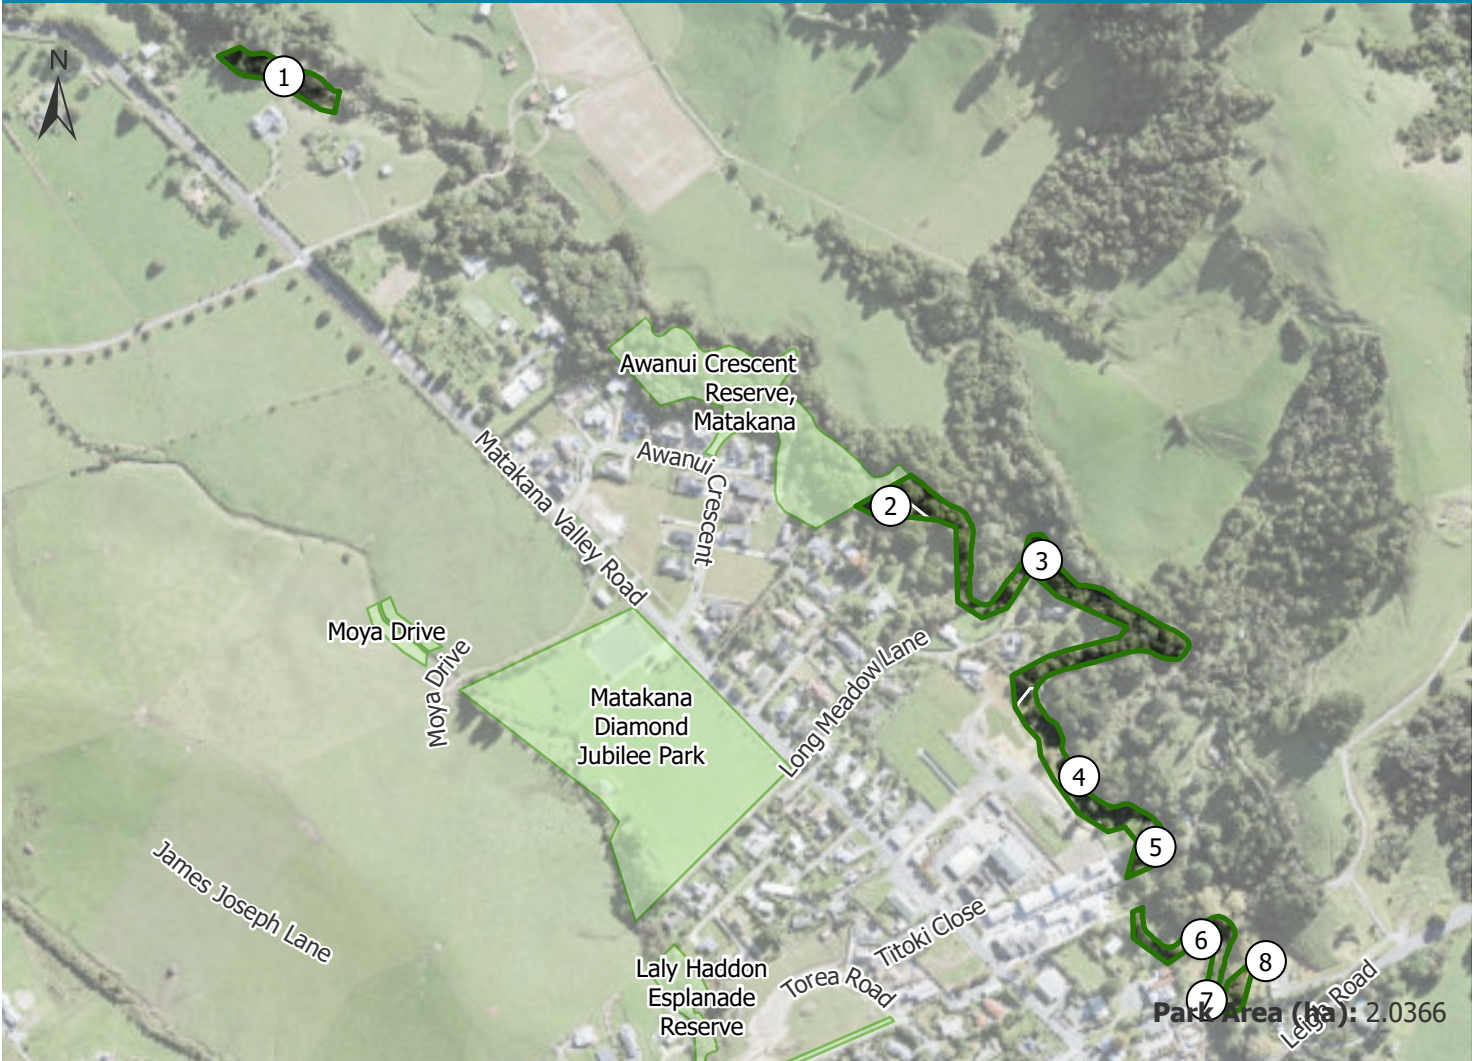 N
1
Awanui Crescent
Reserve,
Matakana
Awanui Crescent
Matakana Valley Road
2
3
Moya Drive
Moya Drive
Matakana
Diamond
Jubilee Park
Long Meadow Lane
4
5
James Joseph Lane
Titoki Close
6
8
Laly Haddon
Esplanade
Reserve
Torea Road
7
Leigh Road
Park Area (ha): 2.0366